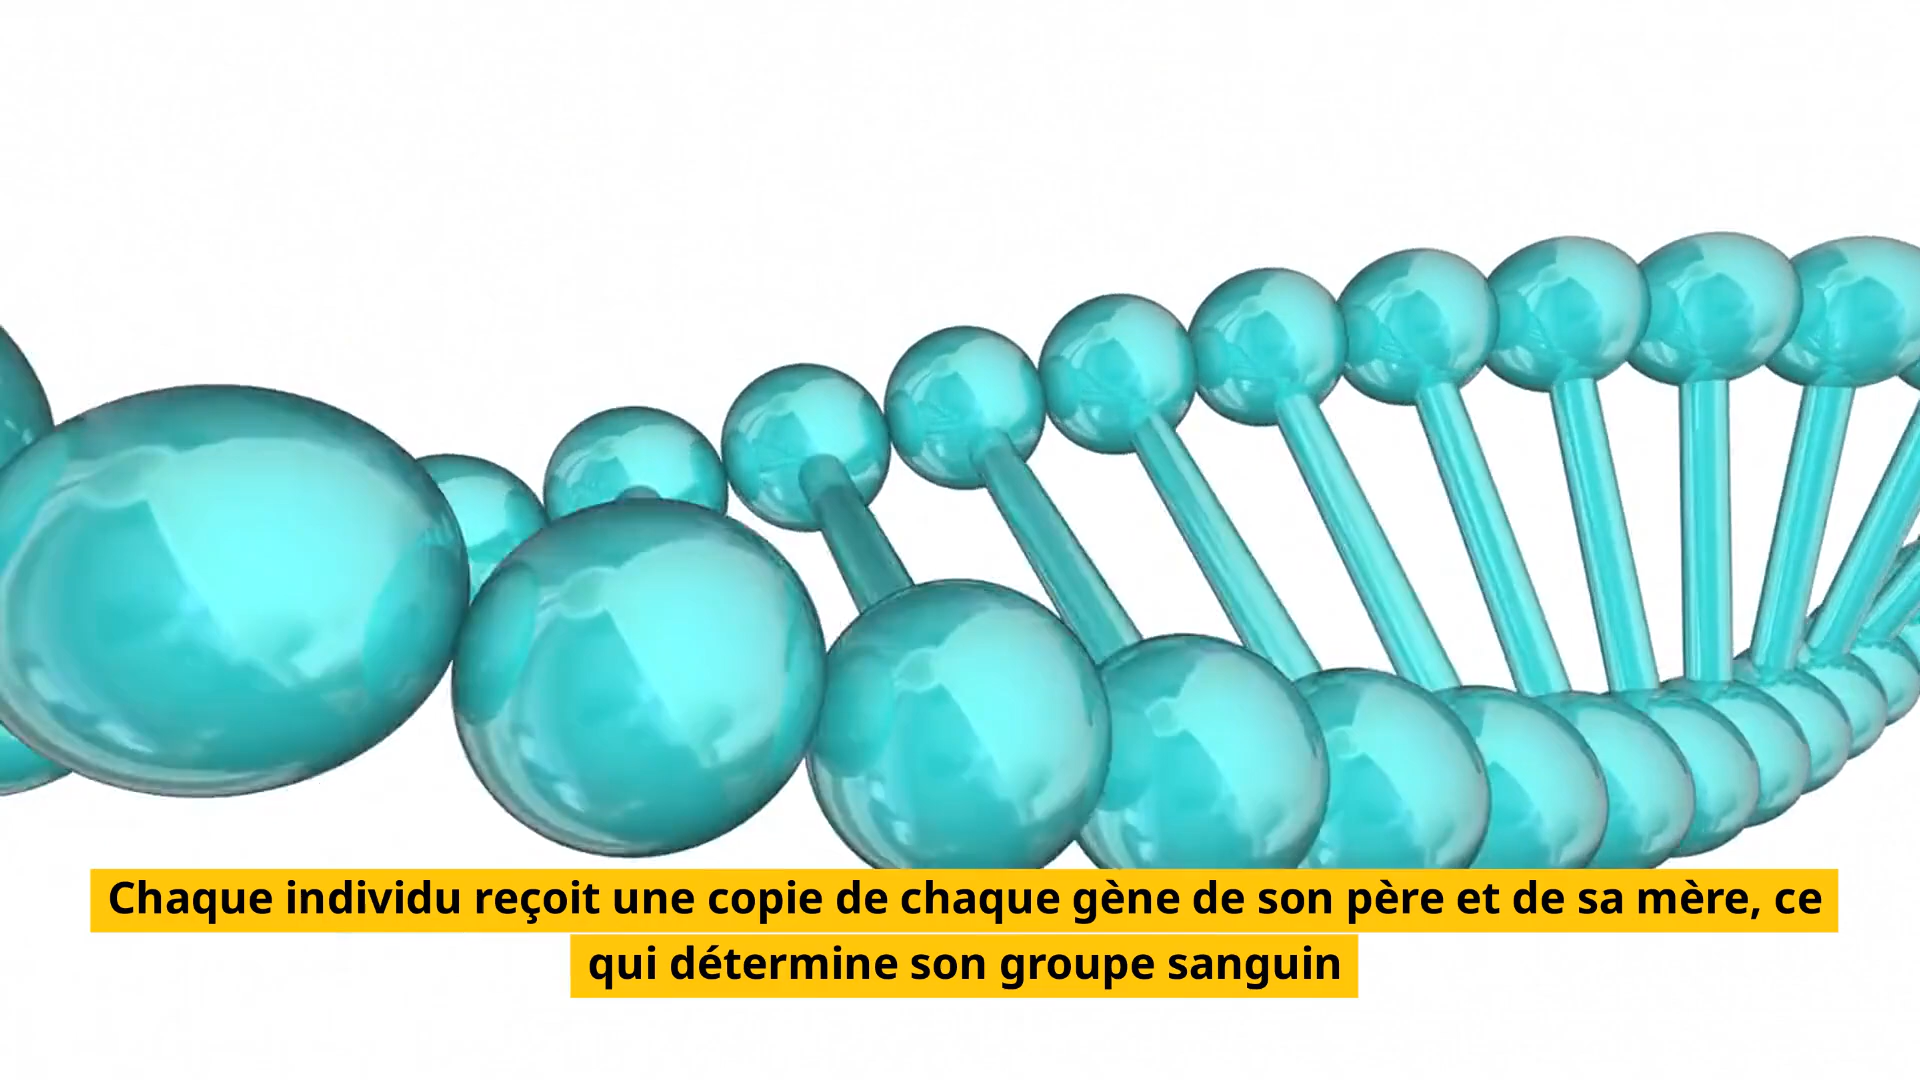 Chaque individu reçoit une copie de chaque gène de son père et de sa mère, ce
qui détermine son groupe sanguin